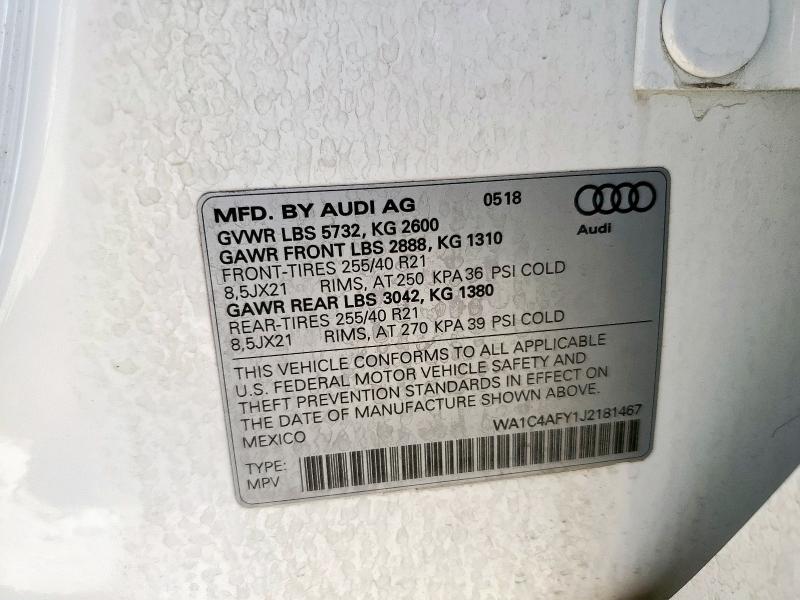 MFD. BY AUDI AG 0518
Audi
GVWR LBS 5732, KG 2600
GAWR FRONT LBS 2888, KG 1310
FRONT-TIRES 255/40 R21
8,5JX21 RIMS, AT 250 KPA 36 PSI COLD
GAWR REAR LBS 3042, KG 1380
REAR-TIRES 255/40 R21
8,5JX21 RIMS, AT 270 KPA 39 PSI COLD
THIS VEHICLE CONFORMS TO ALL APPLICABLE
U.S. FEDERAL MOTOR VEHICLE SAFETY AND
THEFT PREVENTION STANDARDS IN EFFECT ON
THE DATE OF MANUFACTURE SHOWN ABOVE.
MEXICO WA1C4AFY1J2181467
TYPE:
MPV